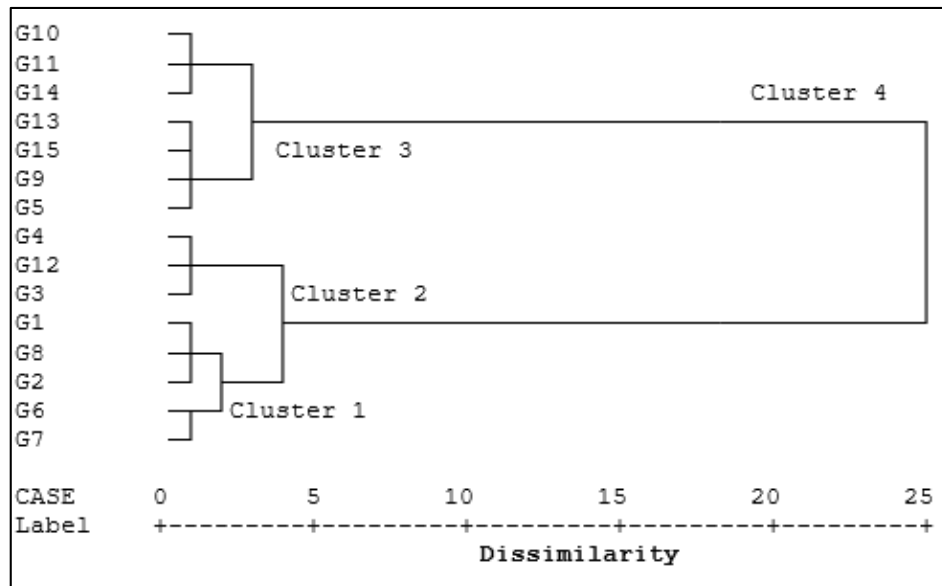 G10
G11
G14
Cluster 4
G13
G15
Cluster 3
G9
G5
G4
G12
G3
Cluster 2
G1
G8
G2
G6
Cluster 1
G7
CASE 0 5 10 15 20 25
Label +---------+---------+---------+---------+---------+
Dissimilarity